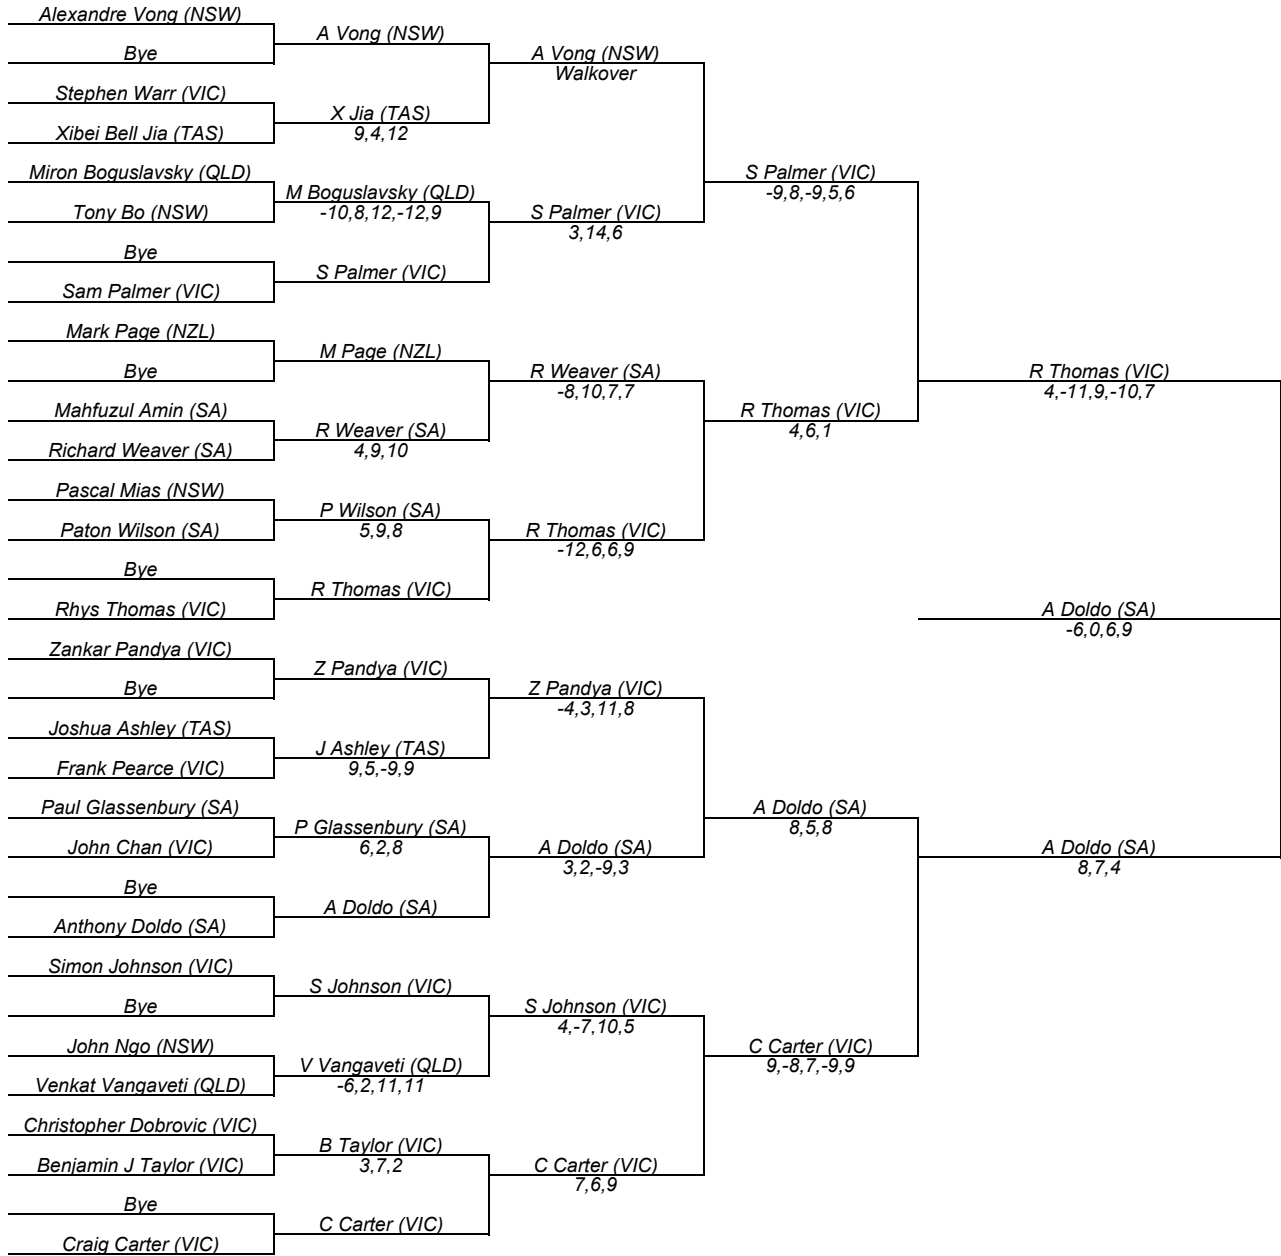 Alexandre Vong (NSW)
Bye
Stephen Warr (VIC)
Xibei Bell Jia (TAS)
Miron Boguslavsky (QLD)
Tony Bo (NSW)
Bye
Sam Palmer (VIC)
Mark Page (NZL)
Bye
Mahfuzul Amin (SA)
Richard Weaver (SA)
Pascal Mias (NSW)
Paton Wilson (SA)
Bye
Rhys Thomas (VIC)
Zankar Pandya (VIC)
Bye
Joshua Ashley (TAS)
Frank Pearce (VIC)
Paul Glassenbury (SA)
John Chan (VIC)
Bye
Anthony Doldo (SA)
Simon Johnson (VIC)
Bye
John Ngo (NSW)
Venkat Vangaveti (QLD)
Christopher Dobrovic (VIC)
Benjamin J Taylor (VIC)
Bye
Craig Carter (VIC)
A Vong (NSW)
X Jia (TAS)
9,4,12
M Boguslavsky (QLD)
-10,8,12,-12,9
S Palmer (VIC)
M Page (NZL)
R Weaver (SA)
4,9,10
P Wilson (SA)
5,9,8
R Thomas (VIC)
Z Pandya (VIC)
J Ashley (TAS)
9,5,-9,9
P Glassenbury (SA)
6,2,8
A Doldo (SA)
S Johnson (VIC)
V Vangaveti (QLD)
-6,2,11,11
B Taylor (VIC)
3,7,2
C Carter (VIC)
A Vong (NSW)
Walkover
S Palmer (VIC)
3,14,6
R Weaver (SA)
-8,10,7,7
R Thomas (VIC)
-12,6,6,9
Z Pandya (VIC)
-4,3,11,8
A Doldo (SA)
3,2,-9,3
S Johnson (VIC)
4,-7,10,5
C Carter (VIC)
7,6,9
S Palmer (VIC)
-9,8,-9,5,6
R Thomas (VIC)
4,6,1
A Doldo (SA)
8,5,8
C Carter (VIC)
9,-8,7,-9,9
R Thomas (VIC)
4,-11,9,-10,7
A Doldo (SA)
-6,0,6,9
A Doldo (SA)
8,7,4